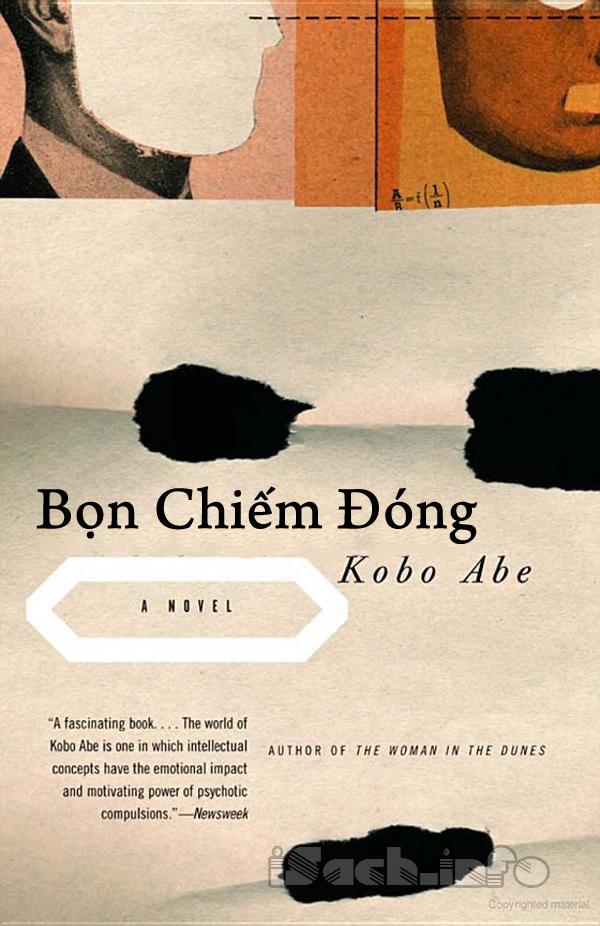 A/B=f(1/n)
Bọn Chiếm Đóng
Kobo Abe
A NOVEL
“A fascinating book. . . . The world of
Kobo Abe is one in which intellectual
concepts have the emotional impact
and motivating power of psychotic
compulsions.”—Newsweek
AUTHOR OF THE WOMAN IN THE DUNES
iSach.info
Copyrighted material